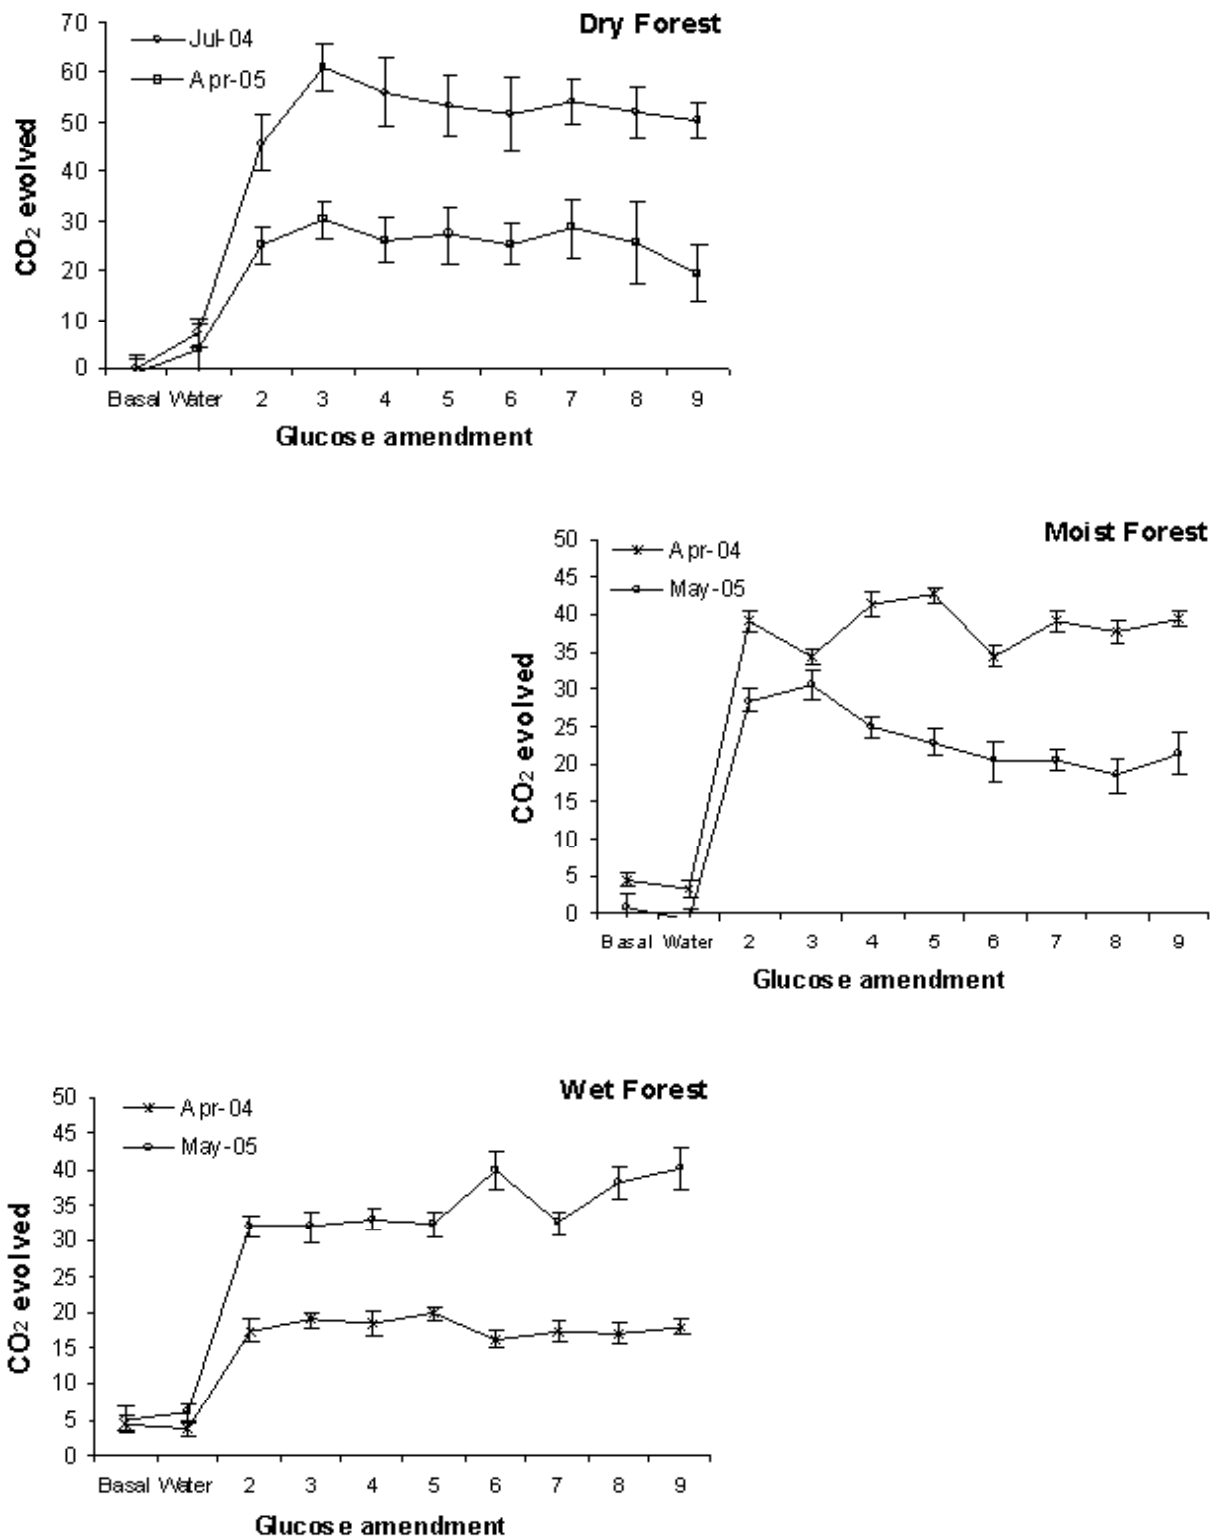 Dry Forest
Jul-04
Apr-05
70
60
50
40
30
20
10
0
CO2 evolved
Basal Water 2 3 4 5 6 7 8 9
Glucose amendment
Moist Forest
Apr-04
May-05
50
45
40
35
30
25
20
15
10
5
0
CO2 evolved
Basal Water 2 3 4 5 6 7 8 9
Glucose amendment
Wet Forest
Apr-04
May-05
50
45
40
35
30
25
20
15
10
5
0
CO2 evolved
Basal Water 2 3 4 5 6 7 8 9
Glucose amendment